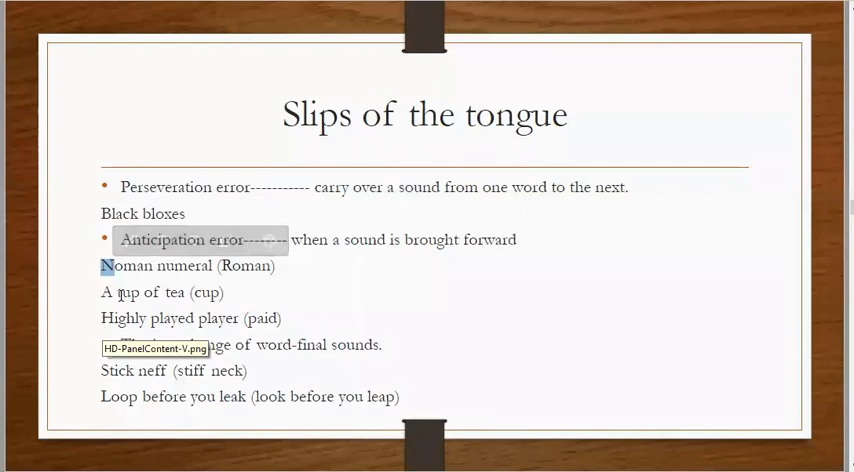 Slips of the tongue
• Perseveration error----------- carry over a sound from one word to the next.
Black bloxes
• Anticipation error-------- when a sound is brought forward
Noman numeral (Roman)
A tup of tea (cup)
Highly played player (paid)
of word-final sounds.
HD-PanelContent-V.png
Stick neff (stiff neck)
Loop before you leak (look before you leap)